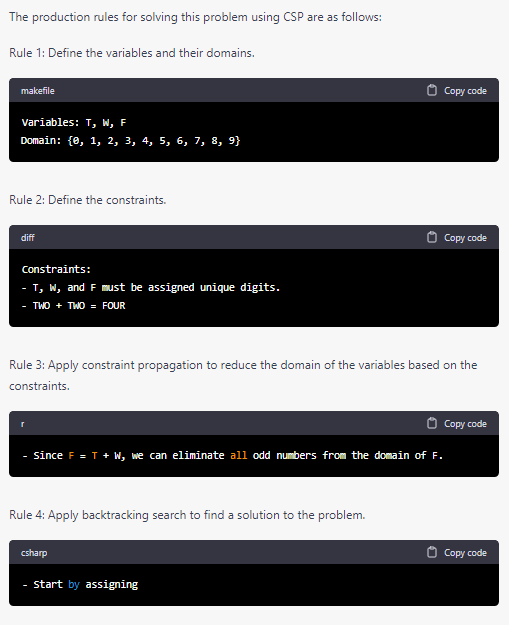 The production rules for solving this problem using CSP are as follows:
Rule 1: Define the variables and their domains.
makefile Copy code
Variables: T, W, F
Domain: {0, 1, 2, 3, 4, 5, 6, 7, 8, 9}
Rule 2: Define the constraints.
diff Copy code
Constraints:
- T, W, and F must be assigned unique digits.
- TWO + TWO = FOUR
Rule 3: Apply constraint propagation to reduce the domain of the variables based on the
constraints.
r Copy code
- Since F = T + W, we can eliminate all odd numbers from the domain of F.
Rule 4: Apply backtracking search to find a solution to the problem.
csharp Copy code
- Start by assigning